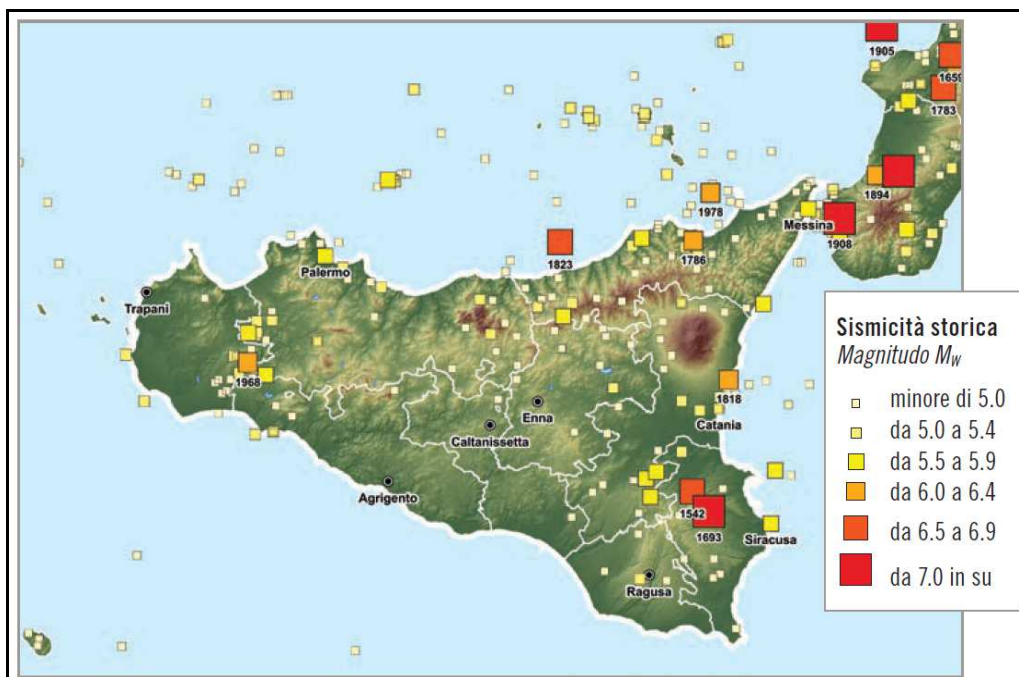 1905
1659
1783
1894
1978
Messina
1908
1823
1786
Palermo
Trapani
1968
1818
Enna
Catania
Caltanissetta
Agrigento
1542
1693
Siracusa
Ragusa
Sismicità storica
Magnitudo Mw
minore di 5.0
da 5.0 a 5.4
da 5.5 a 5.9
da 6.0 a 6.4
da 6.5 a 6.9
da 7.0 in su